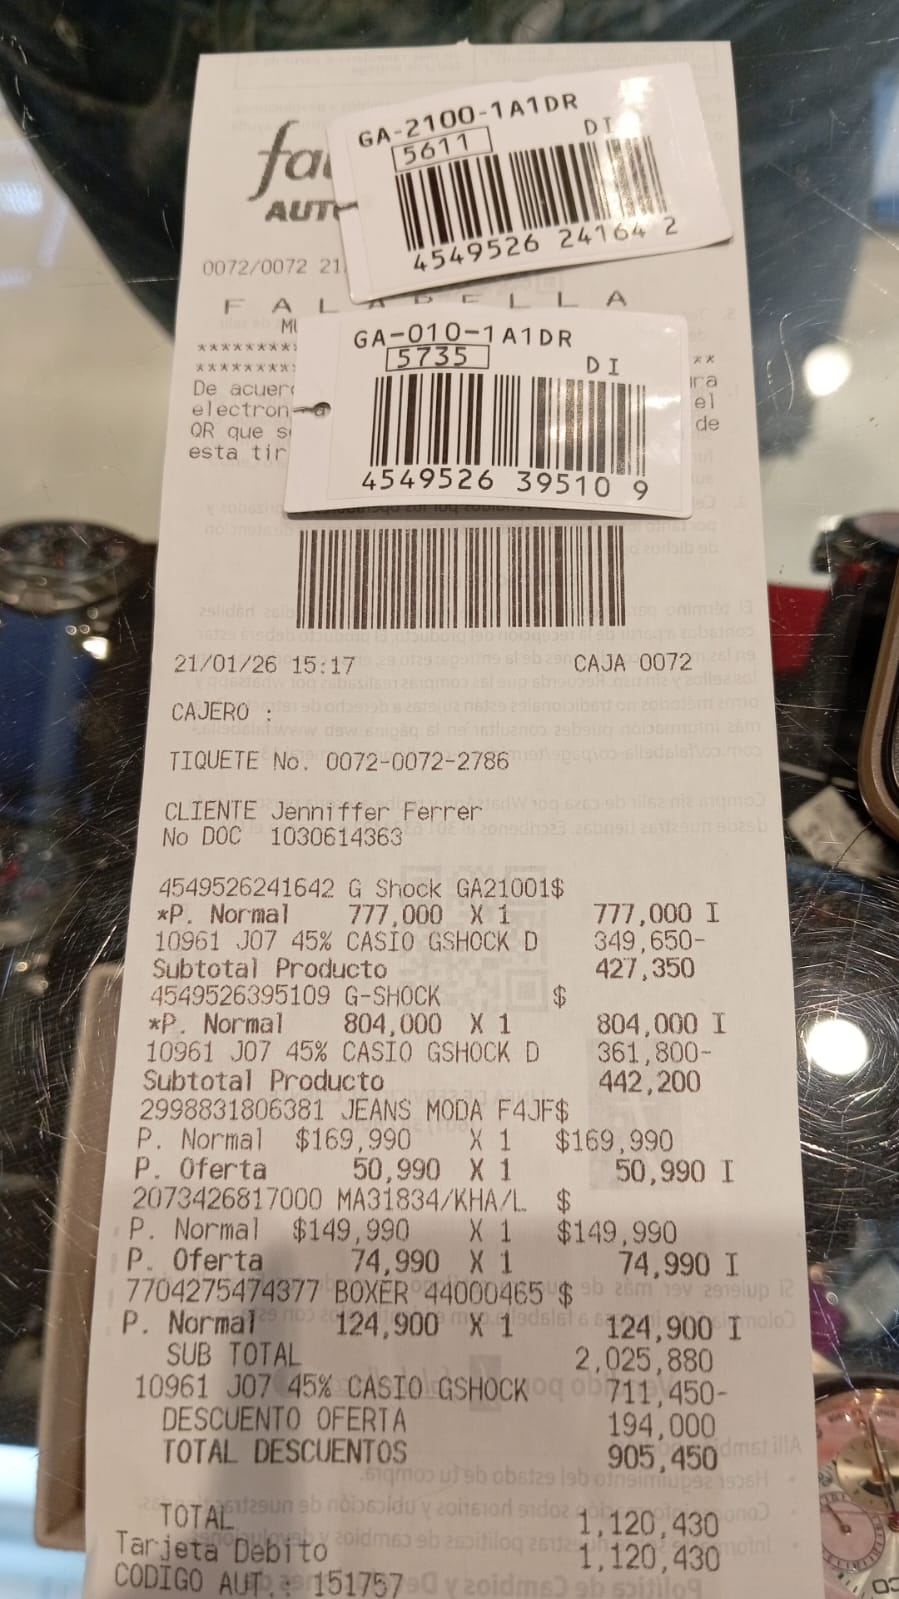 GA-2100-1A1DR
5611 DI
4549526 24164 2
0072/0072 21
F A L A B E L L A
GA-010-1A1DR
5735 DI
4549526 39510 9
********
******** **
De acuer ra
electron el
QR que s de
esta tir
21/01/26 15:17 CAJA 0072
CAJERO :
TIQUETE No. 0072-0072-2786
CLIENTE Jenniffer Ferrer
No DOC 1030614363
4549526241642 G Shock GA21001$
*P. Normal 777,000 X 1 777,000 I
10961 J07 45% CASIO GSHOCK D 349,650-
Subtotal Producto 427,350
4549526395109 G-SHOCK $
*P. Normal 804,000 X 1 804,000 I
10961 J07 45% CASIO GSHOCK D 361,800-
Subtotal Producto 442,200
2998831806381 JEANS MODA F4JF$
P. Normal $169,990 X 1 $169,990
P. Oferta 50,990 X 1 50,990 I
2073426817000 MA31834/KHA/L $
P. Normal $149,990 X 1 $149,990
P. Oferta 74,990 X 1 74,990 I
7704275474377 BOXER 44000465 $
P. Normal 124,900 X 1 124,900 I
SUB TOTAL 2,025,880
10961 J07 45% CASIO GSHOCK 711,450-
DESCUENTO OFERTA 194,000
TOTAL DESCUENTOS 905,450
TOTAL 1,120,430
Tarjeta Debito 1,120,430
CODIGO AUT.: 151757